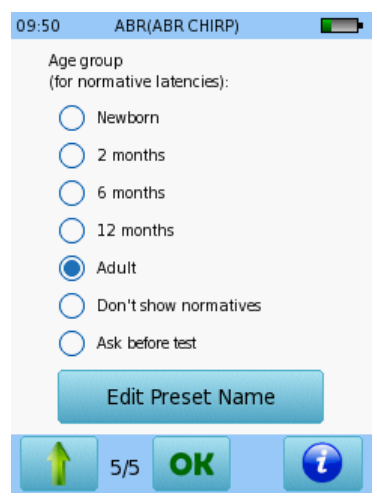 09:50 ABR(ABR CHIRP)
Age group
(for normative latencies):
Newborn
2 months
6 months
12 months
Adult
Don't show normatives
Ask before test
Edit Preset Name
5/5 OK i